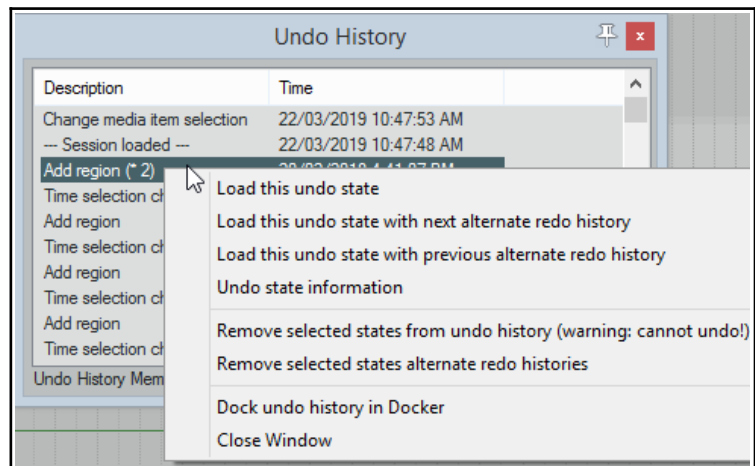 Undo History
x
Description Time
Change media item selection 22/03/2019 10:47:53 AM
--- Session loaded --- 22/03/2019 10:47:48 AM
Add region (* 2)
Time selection ch
Add region
Time selection ch
Add region
Time selection ch
Add region
Time selection ch
Undo History Mem
Load this undo state
Load this undo state with next alternate redo history
Load this undo state with previous alternate redo history
Undo state information
Remove selected states from undo history (warning: cannot undo!)
Remove selected states alternate redo histories
Dock undo history in Docker
Close Window